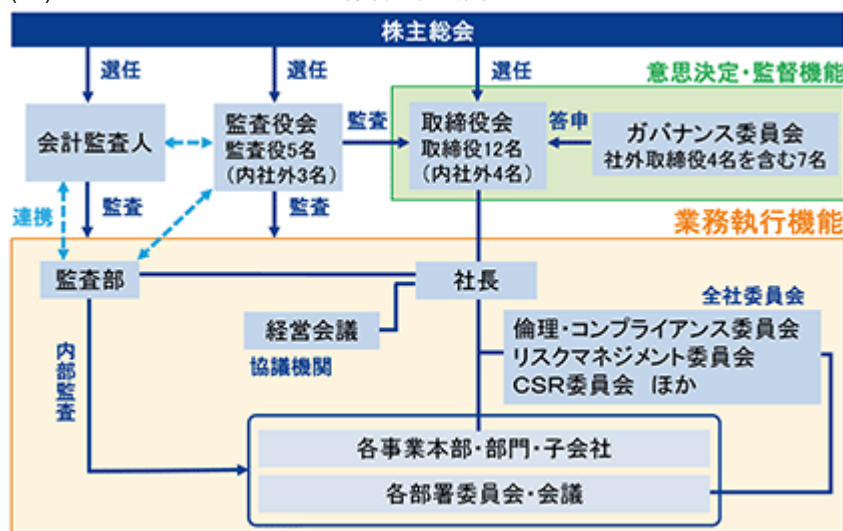 株主総会
選任
選任
選任
意思決定・監督機能
会計監査人
監査役会
監査役5名
(内社外3名)
監査
取締役会
取締役12名
(内社外4名)
答申
ガバナンス委員会
社外取締役4名を含む7名
連携
監査
監査
業務執行機能
監査部
社長
全社委員会
経営会議
協議機関
倫理・コンプライアンス委員会
リスクマネジメント委員会
CSR委員会 ほか
内部監査
各事業本部・部門・子会社
各部署委員会・会議